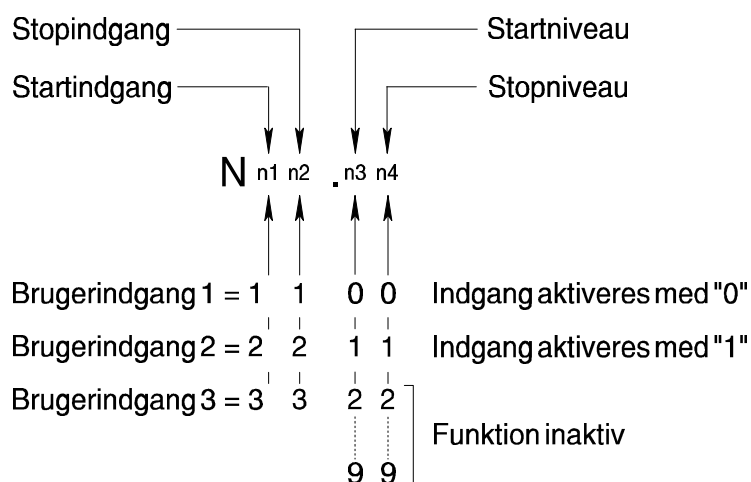 Stopindgang Startniveau
Startindgang Stopniveau
N n1 n2 . n3 n4
Brugerindgang 1 = 1 1 0 0 Indgang aktiveres med "0"
Brugerindgang 2 = 2 2 1 1 Indgang aktiveres med "1"
Brugerindgang 3 = 3 3 2 2
Funktion inaktiv
9 9